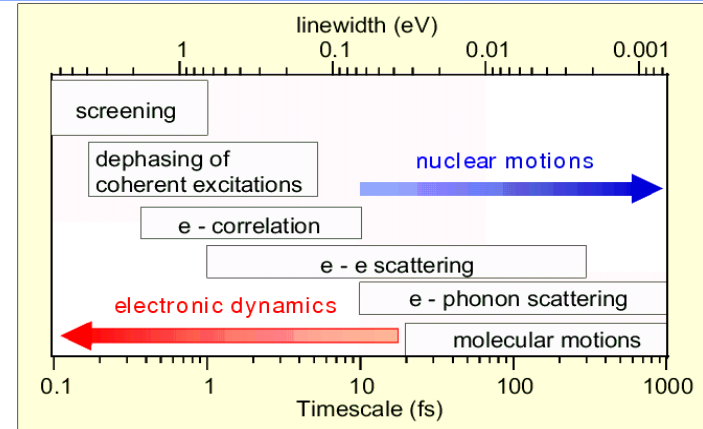 linewidth (eV)
1 0.1 0.01 0.001
screening
dephasing of
coherent excitations
nuclear motions
e - correlation
e - e scattering
e - phonon scattering
electronic dynamics
molecular motions
0.1 1 10 100 1000
Timescale (fs)